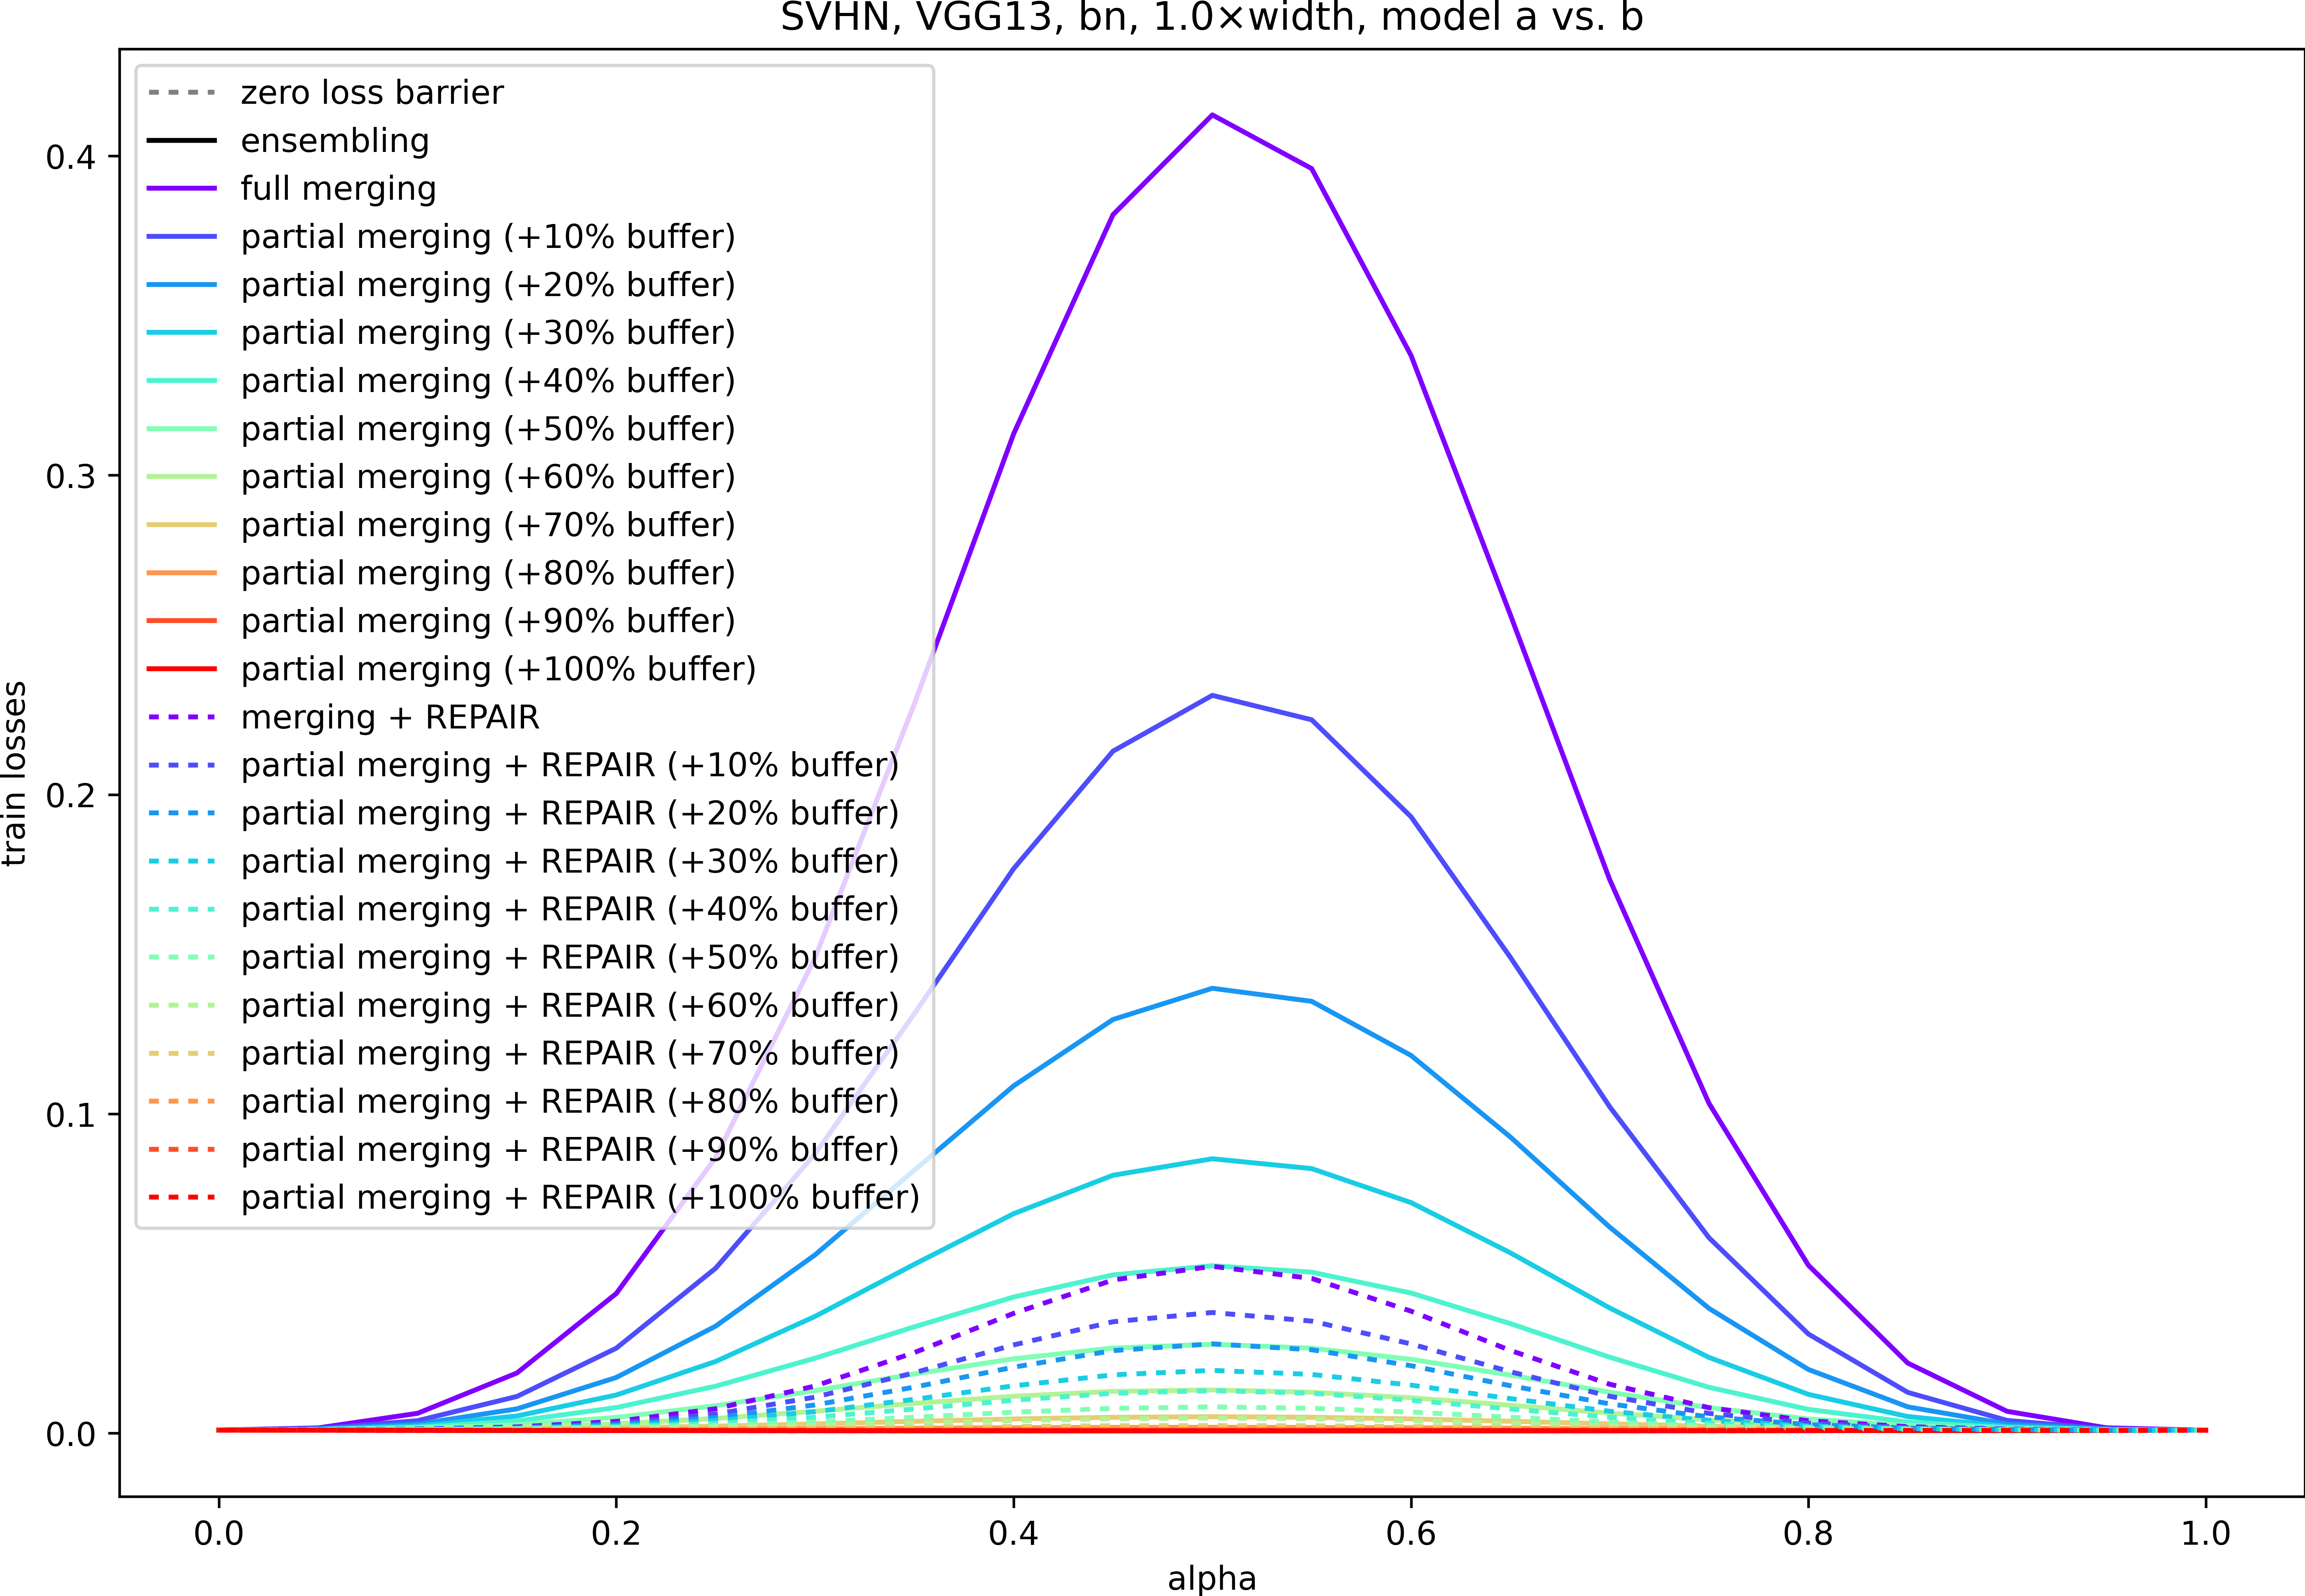 SVHN, VGG13, bn, 1.0×width, model a vs. b
zero loss barrier
ensembling
full merging
partial merging (+10% buffer)
partial merging (+20% buffer)
partial merging (+30% buffer)
partial merging (+40% buffer)
partial merging (+50% buffer)
partial merging (+60% buffer)
partial merging (+70% buffer)
partial merging (+80% buffer)
partial merging (+90% buffer)
partial merging (+100% buffer)
merging + REPAIR
partial merging + REPAIR (+10% buffer)
partial merging + REPAIR (+20% buffer)
partial merging + REPAIR (+30% buffer)
partial merging + REPAIR (+40% buffer)
partial merging + REPAIR (+50% buffer)
partial merging + REPAIR (+60% buffer)
partial merging + REPAIR (+70% buffer)
partial merging + REPAIR (+80% buffer)
partial merging + REPAIR (+90% buffer)
partial merging + REPAIR (+100% buffer)
train losses
0.4
0.3
0.2
0.1
0.0
0.0 0.2 0.4 0.6 0.8 1.0
alpha